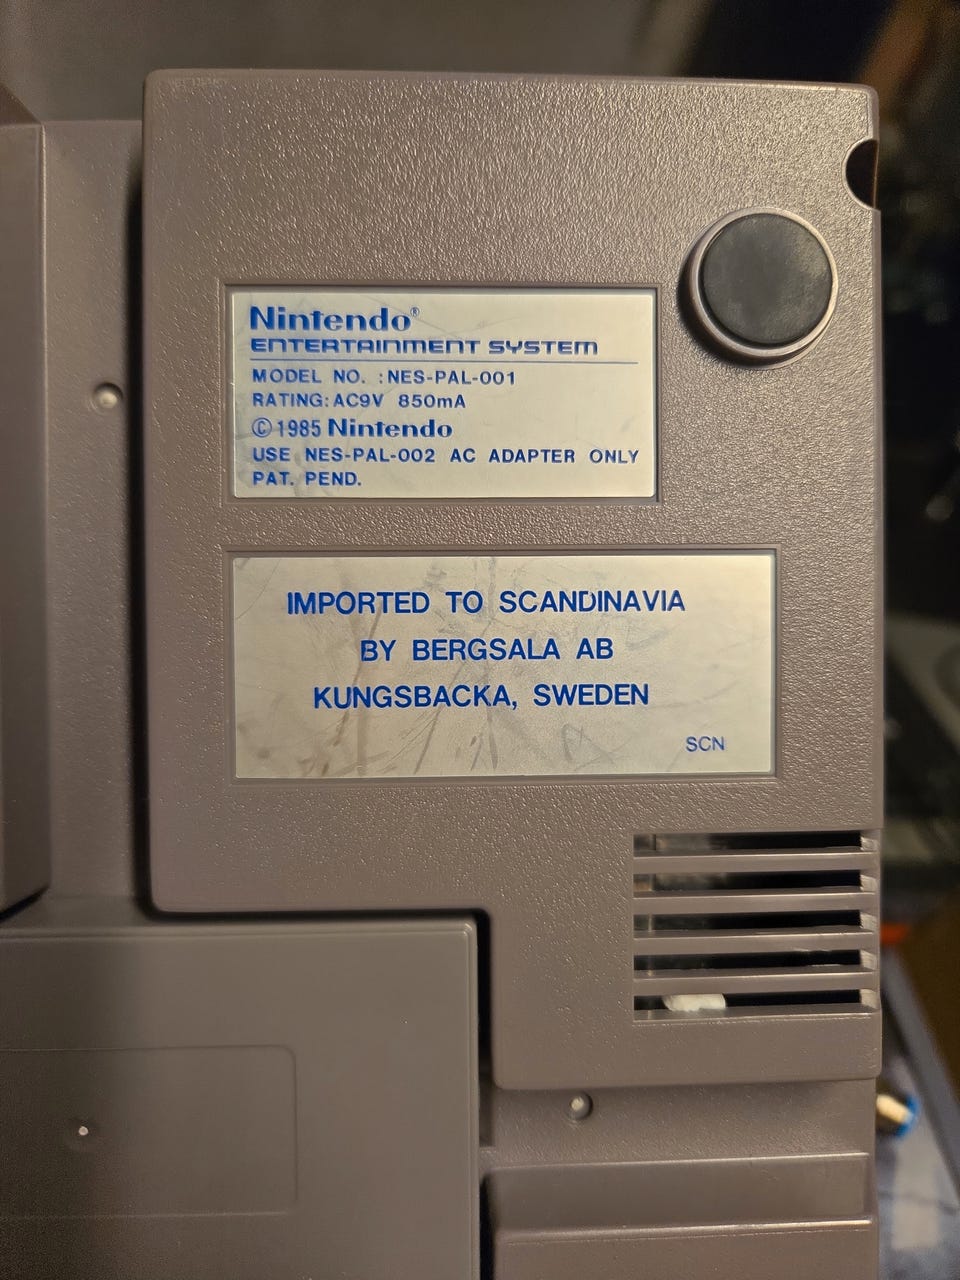 Nintendo®
ENTERTAINMENT SYSTEM
MODEL NO. :NES-PAL-001
RATING:AC9V 850mA
©1985 Nintendo
USE NES-PAL-002 AC ADAPTER ONLY
PAT. PEND.
IMPORTED TO SCANDINAVIA
BY BERGSALA AB
KUNGSBACKA, SWEDEN
SCN